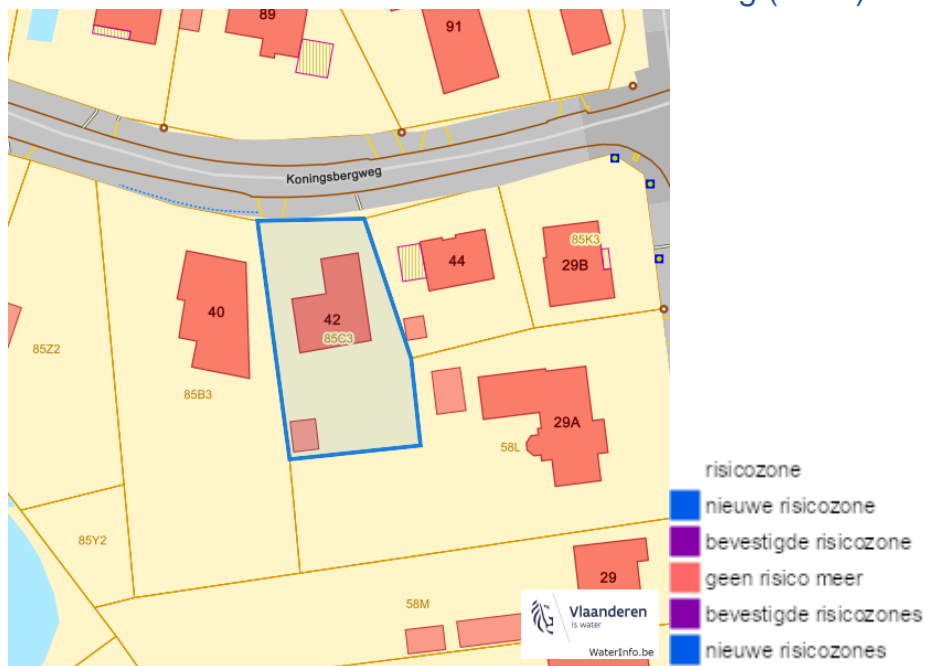 g (
)
89
91
Koningsbergweg
85K3
44
29B
40
42
85C3
85Z2
85B3
29A
58L
risicozone
nieuwe risicozone
85Y2
bevestigde risicozone
29
geen risico meer
58M
Vlaanderen
is water
bevestigde risicozones
WaterInfo.be
nieuwe risicozones